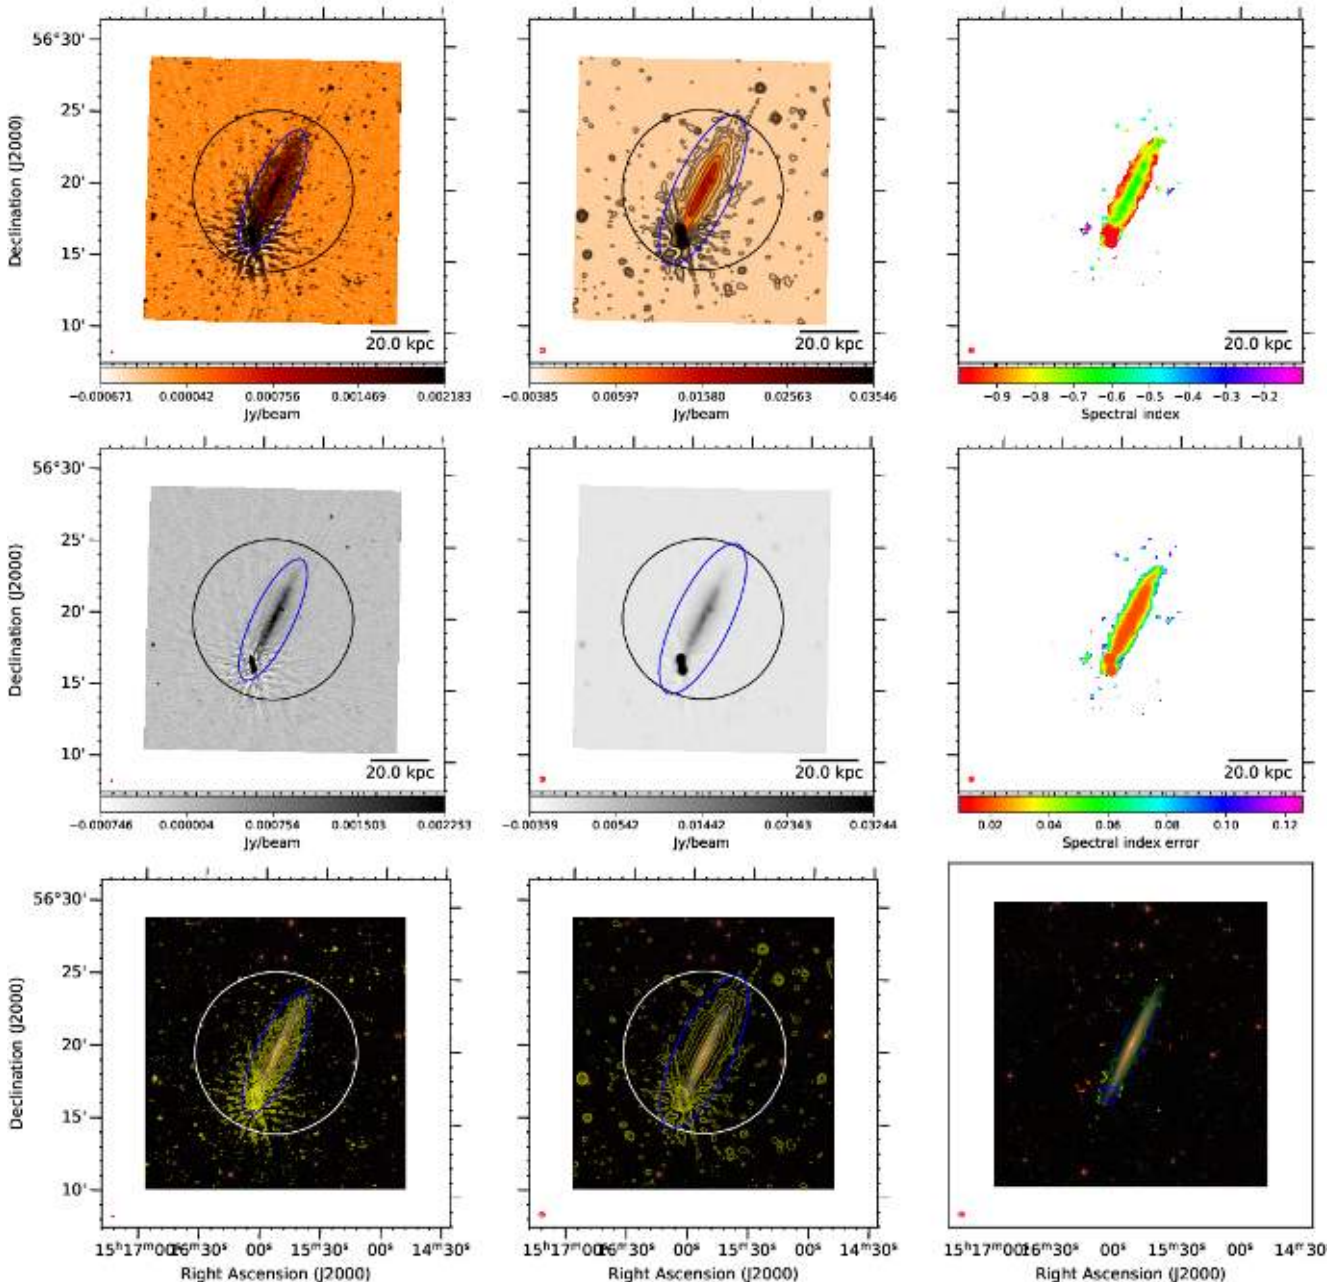 56°30'
25'
20'
15'
10'
Declination (J2000)
20.0 kpc
20.0 kpc
20.0 kpc
−0.000671 0.000042 0.000756 0.001469 0.002183
Jy/beam
−0.00385 0.00597 0.01580 0.02563 0.03546
Jy/beam
−0.9 −0.8 −0.7 −0.6 −0.5 −0.4 −0.3 −0.2
Spectral index
56°30'
25'
20'
15'
10'
Declination (J2000)
20.0 kpc
20.0 kpc
20.0 kpc
−0.000746 0.000004 0.000754 0.001503 0.002253
Jy/beam
−0.00359 0.00542 0.01442 0.02343 0.03244
Jy/beam
0.02 0.04 0.06 0.08 0.10 0.12
Spectral index error
56°30'
25'
20'
15'
10'
Declination (J2000)
15ʰ17ᵐ00ˢ 16ᵐ30ˢ 00ˢ 15ᵐ30ˢ 00ˢ 14ᵐ30ˢ
Right Ascension (J2000)
15ʰ17ᵐ00ˢ 16ᵐ30ˢ 00ˢ 15ᵐ30ˢ 00ˢ 14ᵐ30ˢ
Right Ascension (J2000)
15ʰ17ᵐ00ˢ 16ᵐ30ˢ 00ˢ 15ᵐ30ˢ 00ˢ 14ᵐ30
Right Ascension (J2000)